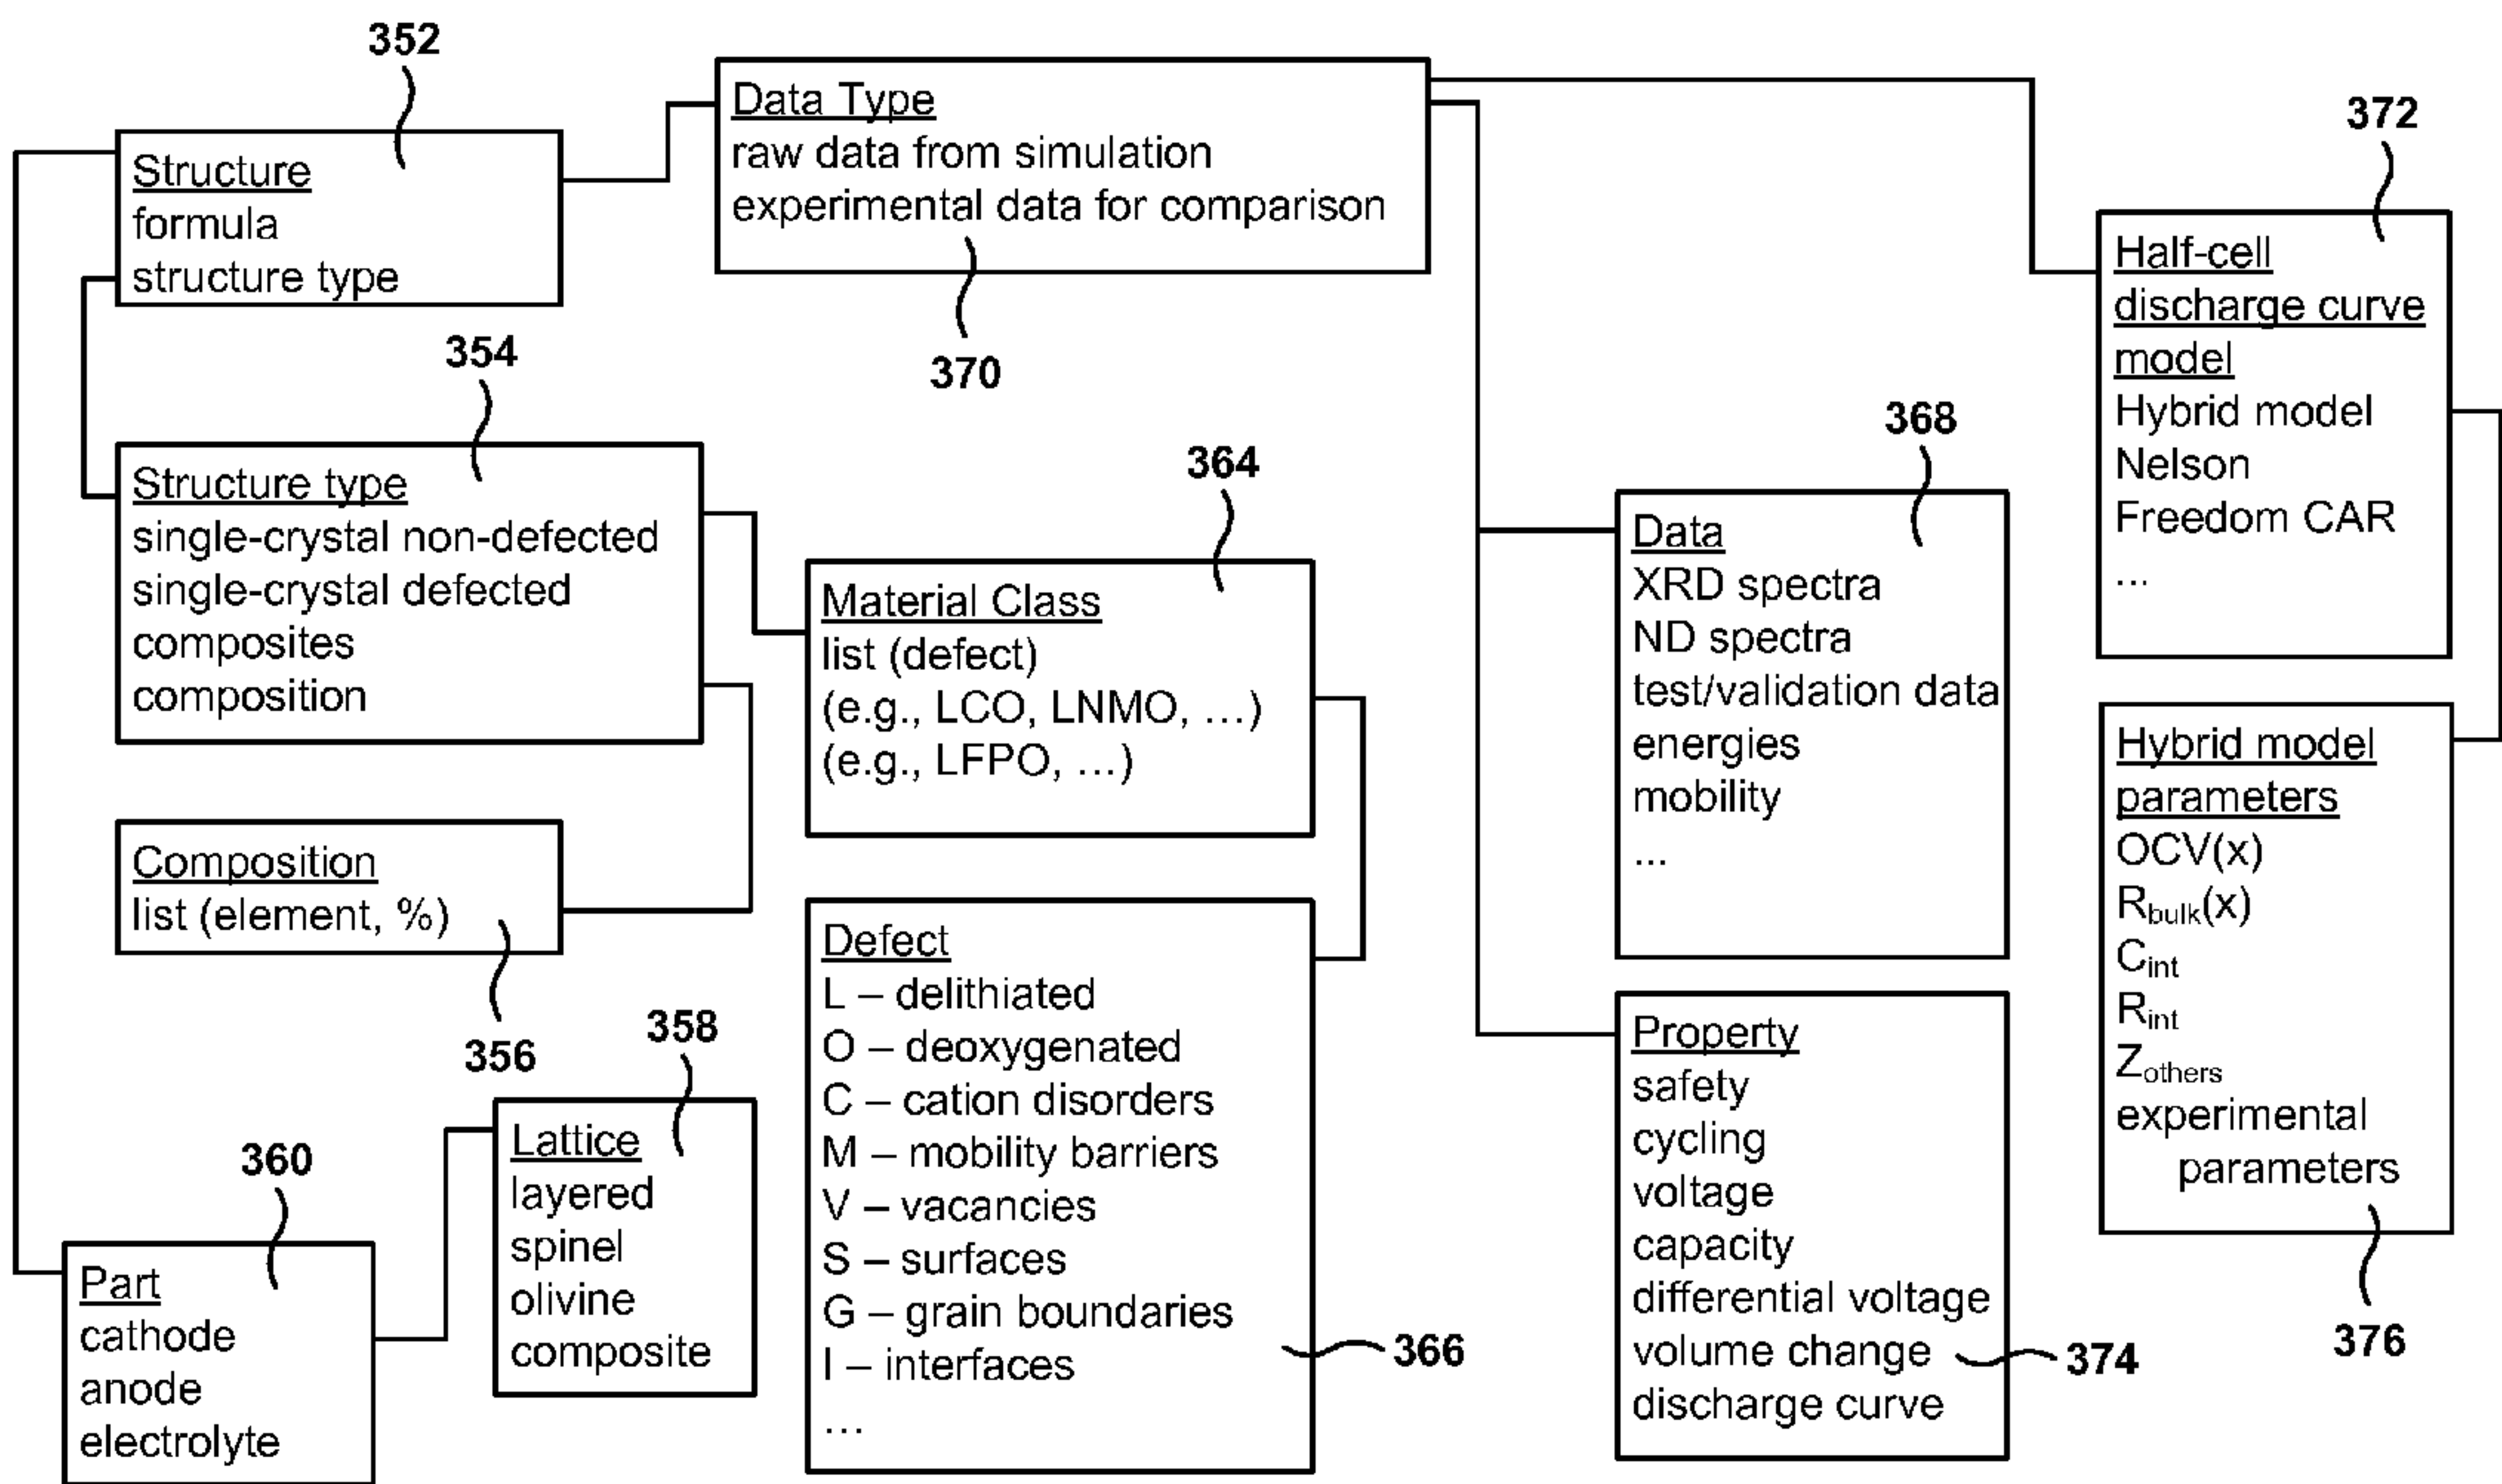 352
Structure
formula
structure type
Data Type
raw data from simulation
experimental data for comparison
370
372
Half-cell
discharge curve
model
Hybrid model
Nelson
Freedom CAR
...
354
Structure type
single-crystal non-defected
single-crystal defected
composites
composition
364
Material Class
list (defect)
(e.g., LCO, LNMO, ...)
(e.g., LFPO, ...)
368
Data
XRD spectra
ND spectra
test/validation data
energies
mobility
...
Hybrid model
parameters
OCV(x)
R_bulk(x)
C_int
R_int
Z_others
experimental
parameters
376
Composition
list (element, %)
356
Defect
L – delithiated
O – deoxygenated
C – cation disorders
M – mobility barriers
V – vacancies
S – surfaces
G – grain boundaries
I – interfaces
...
366
Property
safety
cycling
voltage
capacity
differential voltage
volume change
discharge curve
374
358
Lattice
layered
spinel
olivine
composite
360
Part
cathode
anode
electrolyte